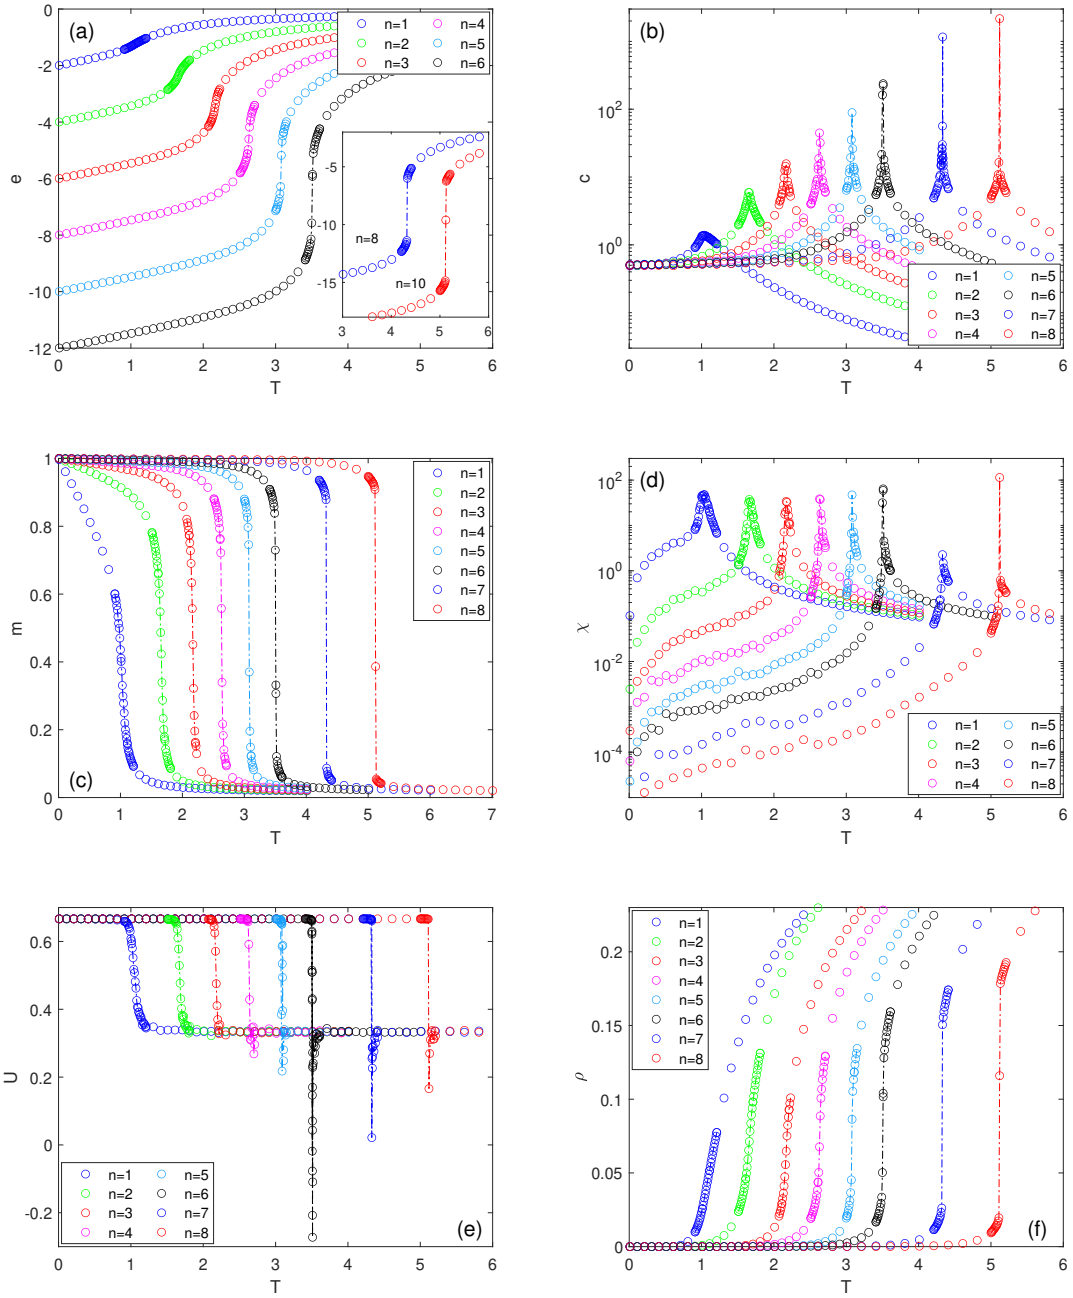 (a)
n=1
n=2
n=3
n=4
n=5
n=6
0
-2
-4
-6
-8
-10
-12
e
-5
-10
-15
n=8
n=10
3 4 5 6
0 1 2 3 4 5 6
T
(b)
10²
10⁰
c
n=1
n=2
n=3
n=4
n=5
n=6
n=7
n=8
0 1 2 3 4 5 6
T
1
0.8
0.6
0.4
0.2
0
m
n=1
n=2
n=3
n=4
n=5
n=6
n=7
n=8
(c)
0 1 2 3 4 5 6 7
T
(d)
10²
10⁰
10⁻²
10⁻⁴
χ
n=1
n=2
n=3
n=4
n=5
n=6
n=7
n=8
0 1 2 3 4 5 6
T
0.6
0.4
0.2
0
-0.2
U
n=1
n=2
n=3
n=4
n=5
n=6
n=7
n=8
(e)
0 1 2 3 4 5 6
T
0.2
0.15
0.1
0.05
0
ρ
n=1
n=2
n=3
n=4
n=5
n=6
n=7
n=8
(f)
0 1 2 3 4 5 6
T